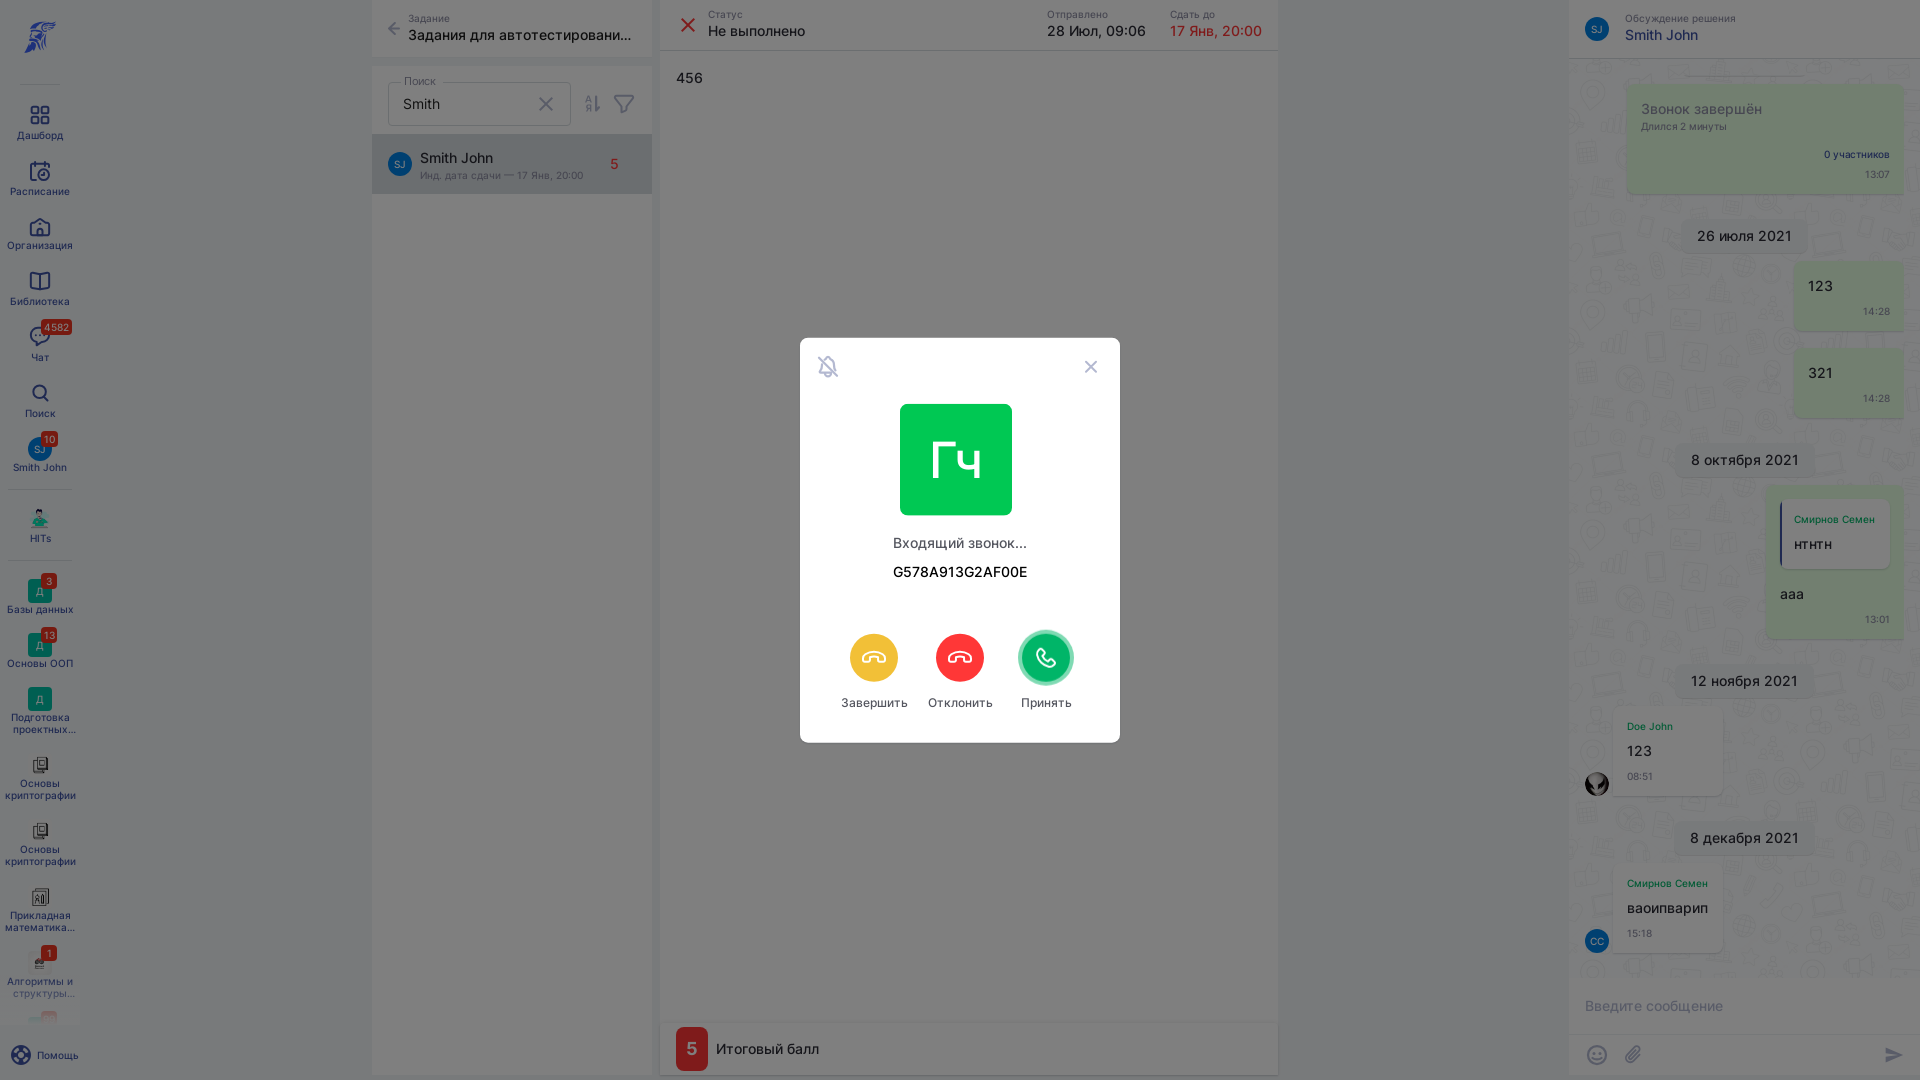 Дашборд
Расписание
Организация
Библиотека
4582
Чат
Поиск
SJ
10
Smith John
HITs
Д
3
Базы данных
Д
13
Основы ООП
Д
Подготовка
проектных...
Основы
криптографии
Основы
криптографии
Прикладная
математика...
1
Алгоритмы и
структуры...
Помощь
Задание
Задания для автотестировани...
Поиск
Smith
А
Я
SJ
Smith John
Инд. дата сдачи — 17 Янв, 20:00
5
Статус
Не выполнено
Отправлено
28 Июл, 09:06
Сдать до
17 Янв, 20:00
456
5
Итоговый балл
Гч
Входящий звонок...
G578A913G2AF00E
Завершить
Отклонить
Принять
SJ
Обсуждение решения
Smith John
Звонок завершён
Длился 2 минуты
0 участников
13:07
26 июля 2021
123
14:28
321
14:28
8 октября 2021
Смирнов Семен
нтнтн
ааа
13:01
12 ноября 2021
Doe John
123
08:51
8 декабря 2021
Смирнов Семен
ваоипварип
15:18
СС
Введите сообщение